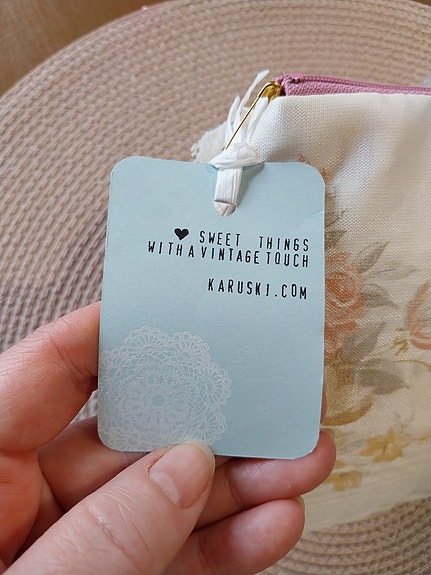 ♥ SWEET THINGS
WITH A VINTAGE TOUCH
KARUSKI.COM